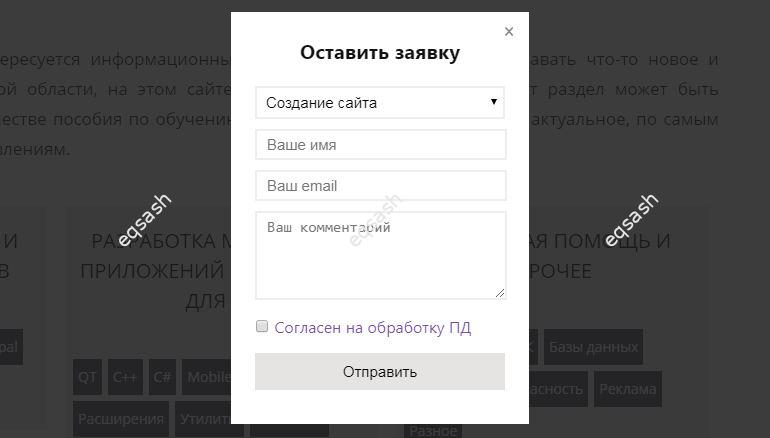 ×
Оставить заявку
ересуется информационны
авать что-то новое и
Создание сайта
ой области, на этом сайте
т раздел может быть
честве пособия по обучени
актуальное, по самым
Ваше имя
влениям.
Ваш email
eqsash
eqsash
eqsash
Ваш комментарий
И
РАЗРАБОТКА М
АЯ ПОМОЩЬ И
В
ПРИЛОЖЕНИЙ
РОЧЕЕ
ДЛЯ
Согласен на обработку ПД
pal
Базы данных
Отправить
QT
C++
C#
Mobile
асность
Реклама
Расширения
Утилит
Разное